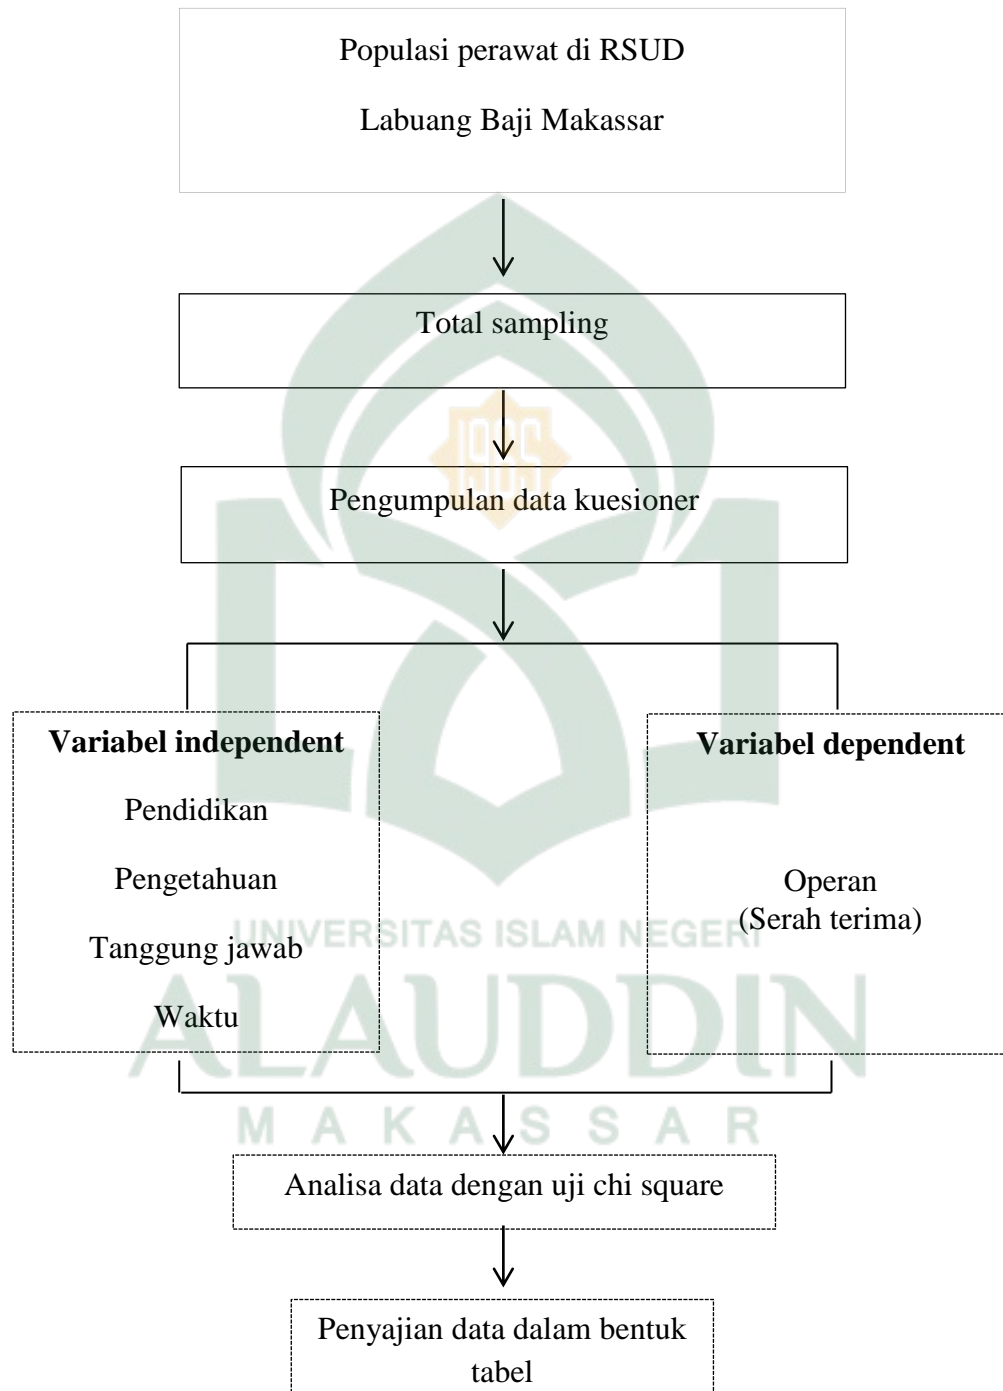 Populasi perawat di RSUD
Labuang Baji Makassar
Total sampling
1965
Pengumpulan data kuesioner
Variabel independent
Pendidikan
Pengetahuan
Tanggung jawab
Waktu
Variabel dependent
Operan
(Serah terima)
UNIVERSITAS ISLAM NEGERI
ALAUDDIN
MAKASSAR
Analisa data dengan uji chi square
Penyajian data dalam bentuk
tabel